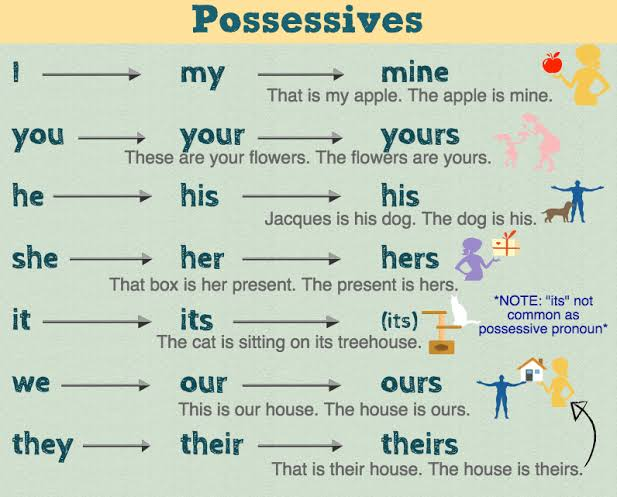 Possessives
I my mine
That is my apple. The apple is mine.
you your yours
These are your flowers. The flowers are yours.
he his his
Jacques is his dog. The dog is his.
she her hers
That box is her present. The present is hers.
it its (its)
*NOTE: "its" not
common as
possessive pronoun*
The cat is sitting on its treehouse.
we our ours
This is our house. The house is ours.
they their theirs
That is their house. The house is theirs.